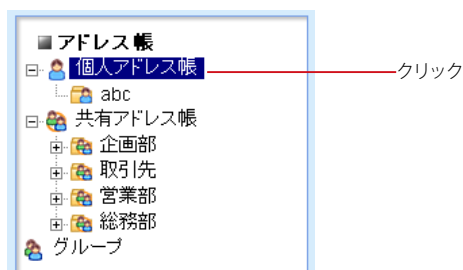 ■アドレス帳
個人アドレス帳
クリック
abc
共有アドレス帳
企画部
取引先
営業部
総務部
グループ